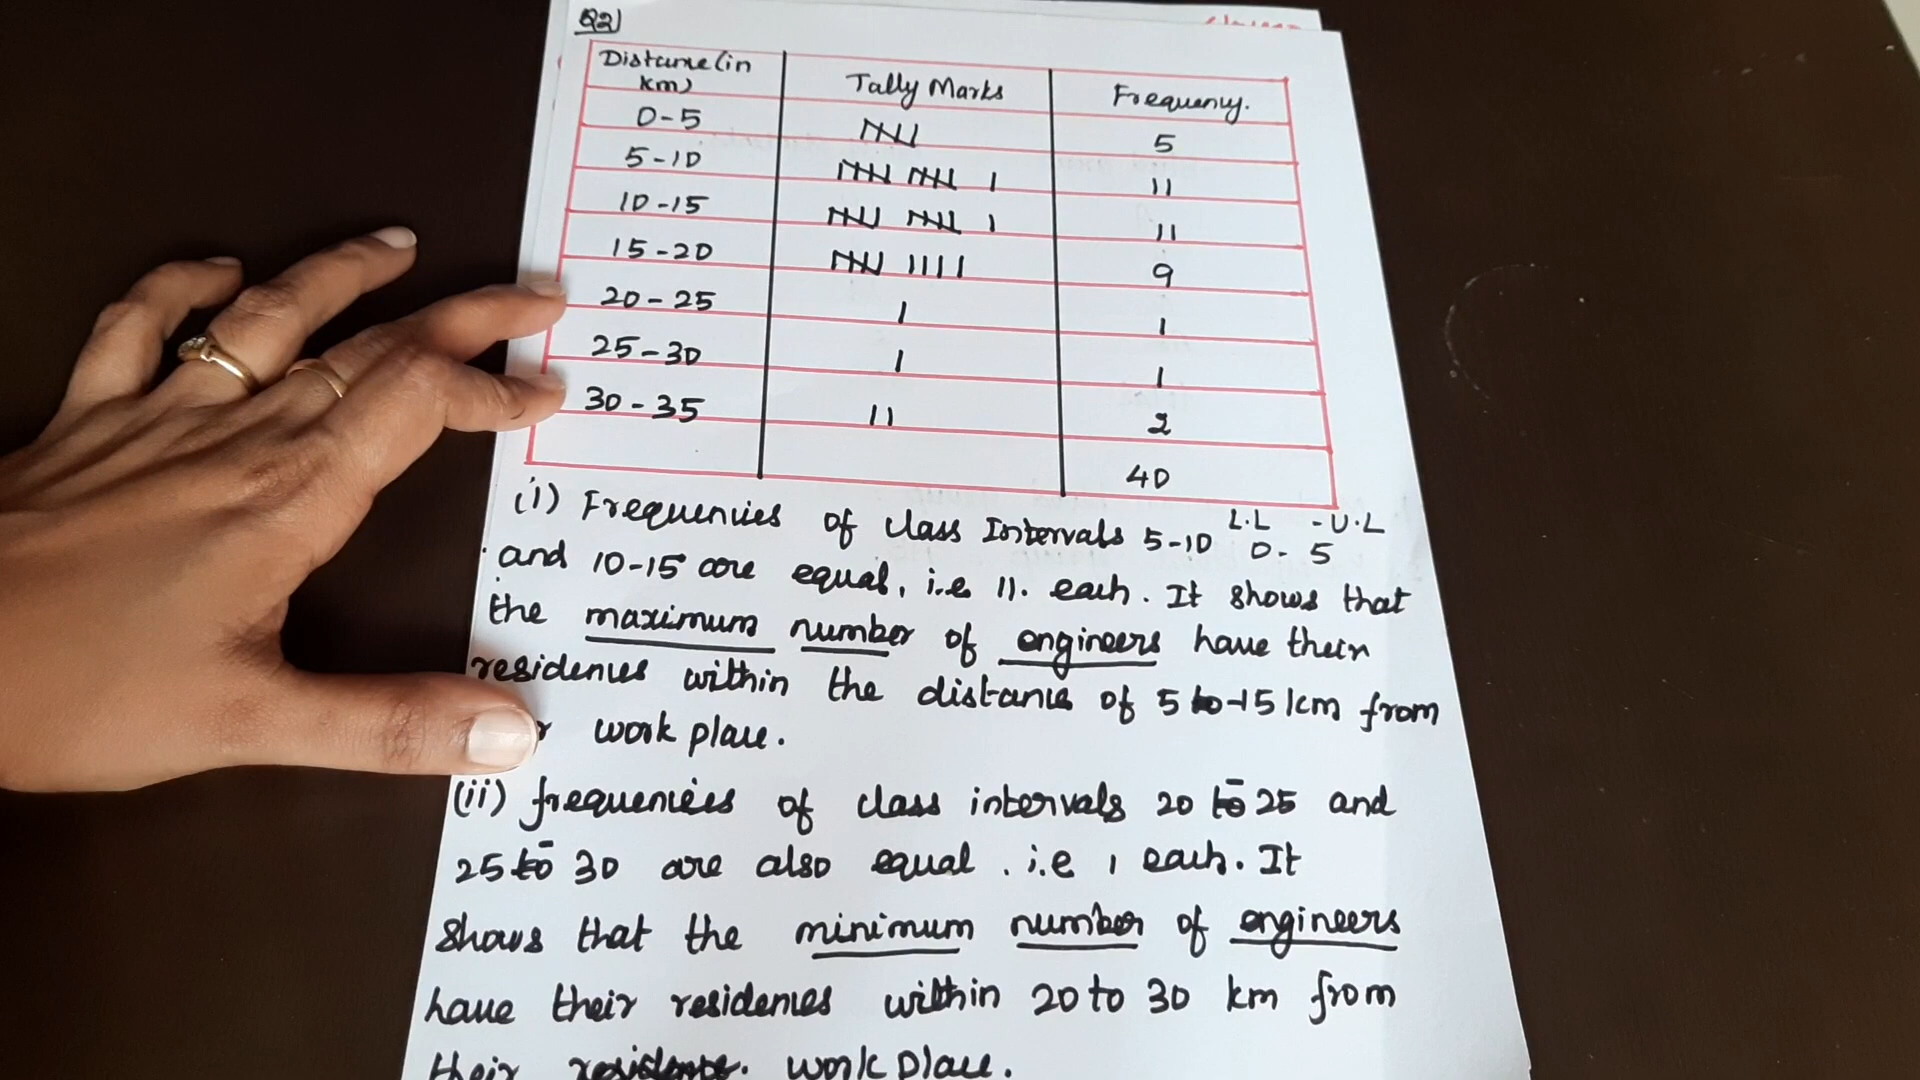 Q2)
Distance (in km) Tally Marks Frequency.
0-5 𝍸 5
5-10 𝍸 𝍸 | 11
10-15 𝍸 𝍸 | 11
15-20 𝍸 |||| 9
20-25 | 1
25-30 | 1
30-35 || 2
40
(i) Frequencies of class Intervals 5-10 L.L - U.L
and 10-15 are equal, i.e 11. each. It shows that 0-5
the maximum number of engineers have their
residences within the distance of 5 to 15 km from
r work place.
(ii) frequencies of class intervals 20 to 25 and
25 to 30 are also equal. i.e 1 each. It
shows that the minimum number of engineers
have their residences within 20 to 30 km from
their work place.